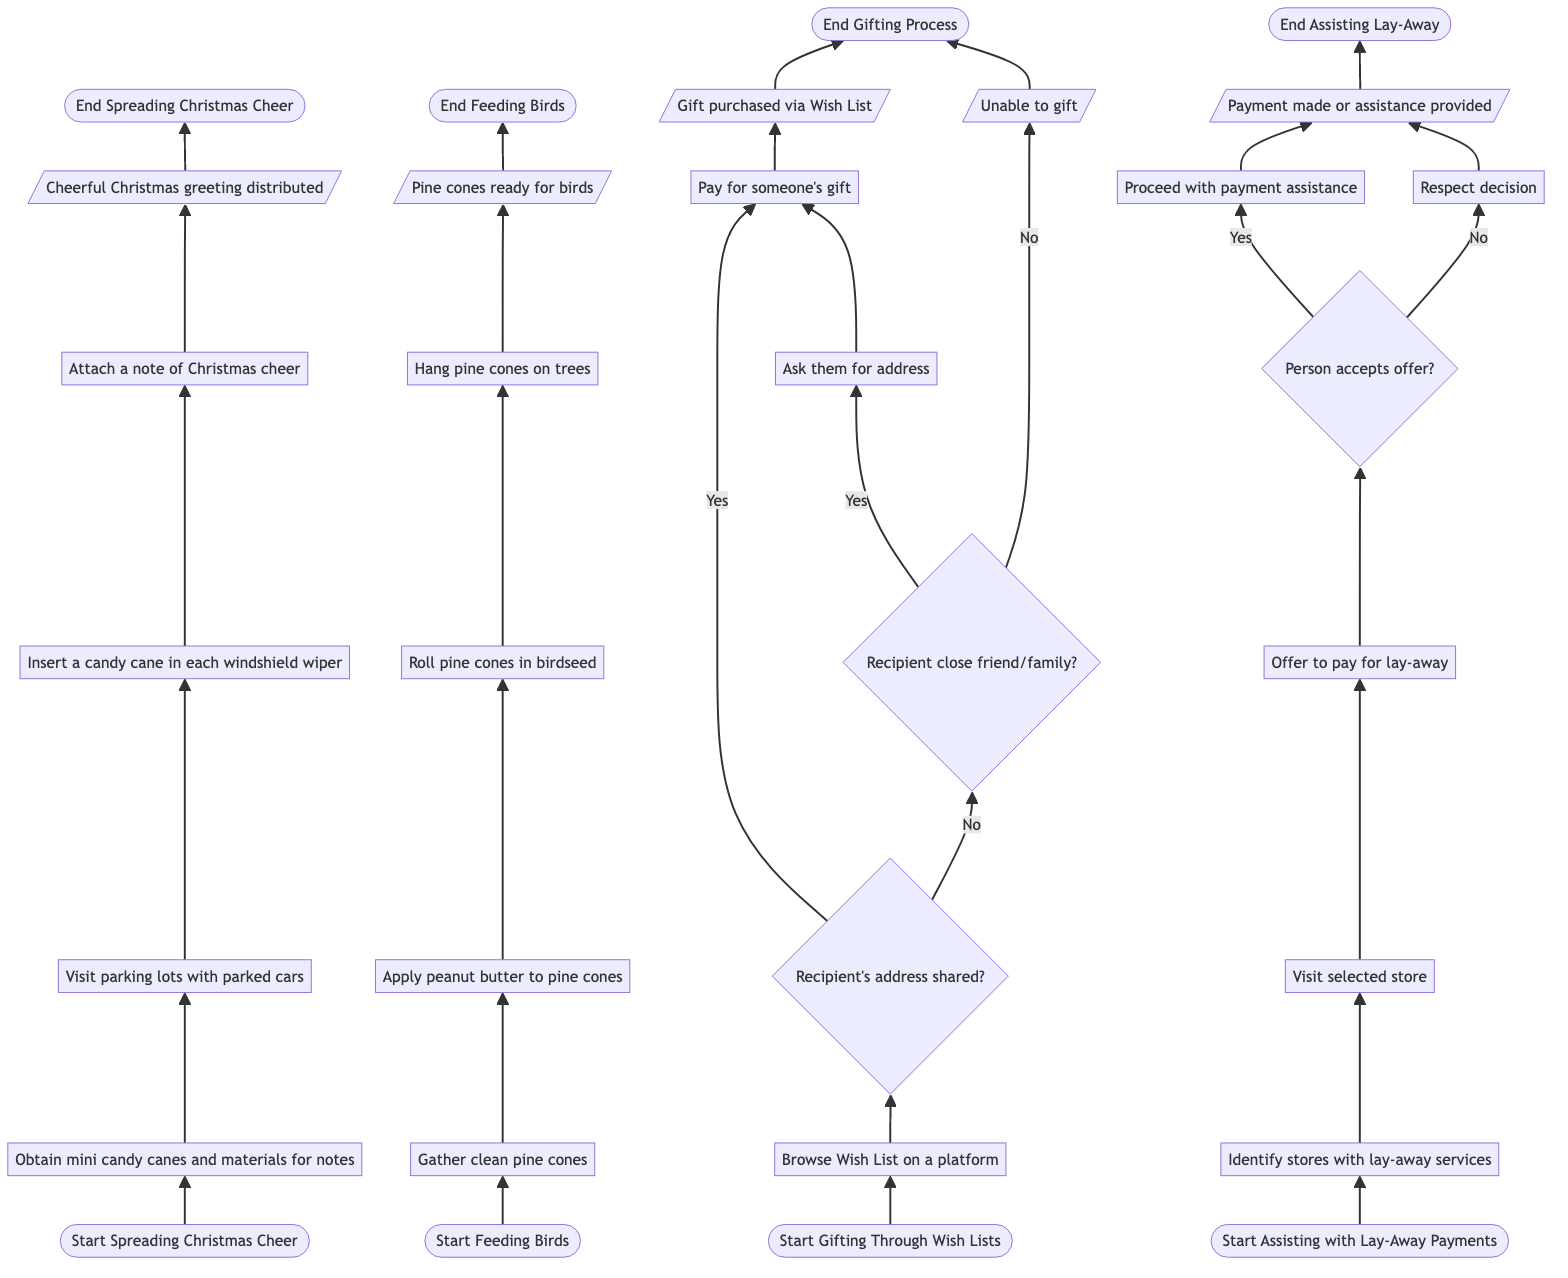 End Gifting Process
End Assisting Lay-Away
End Spreading Christmas Cheer
End Feeding Birds
Gift purchased via Wish List
Unable to gift
Payment made or assistance provided
Cheerful Christmas greeting distributed
Pine cones ready for birds
Pay for someone's gift
Proceed with payment assistance
Respect decision
No
Yes
No
Attach a note of Christmas cheer
Hang pine cones on trees
Ask them for address
Person accepts offer?
Yes
Yes
Insert a candy cane in each windshield wiper
Roll pine cones in birdseed
Recipient close friend/family?
Offer to pay for lay-away
No
Visit parking lots with parked cars
Apply peanut butter to pine cones
Recipient's address shared?
Visit selected store
Obtain mini candy canes and materials for notes
Gather clean pine cones
Browse Wish List on a platform
Identify stores with lay-away services
Start Spreading Christmas Cheer
Start Feeding Birds
Start Gifting Through Wish Lists
Start Assisting with Lay-Away Payments